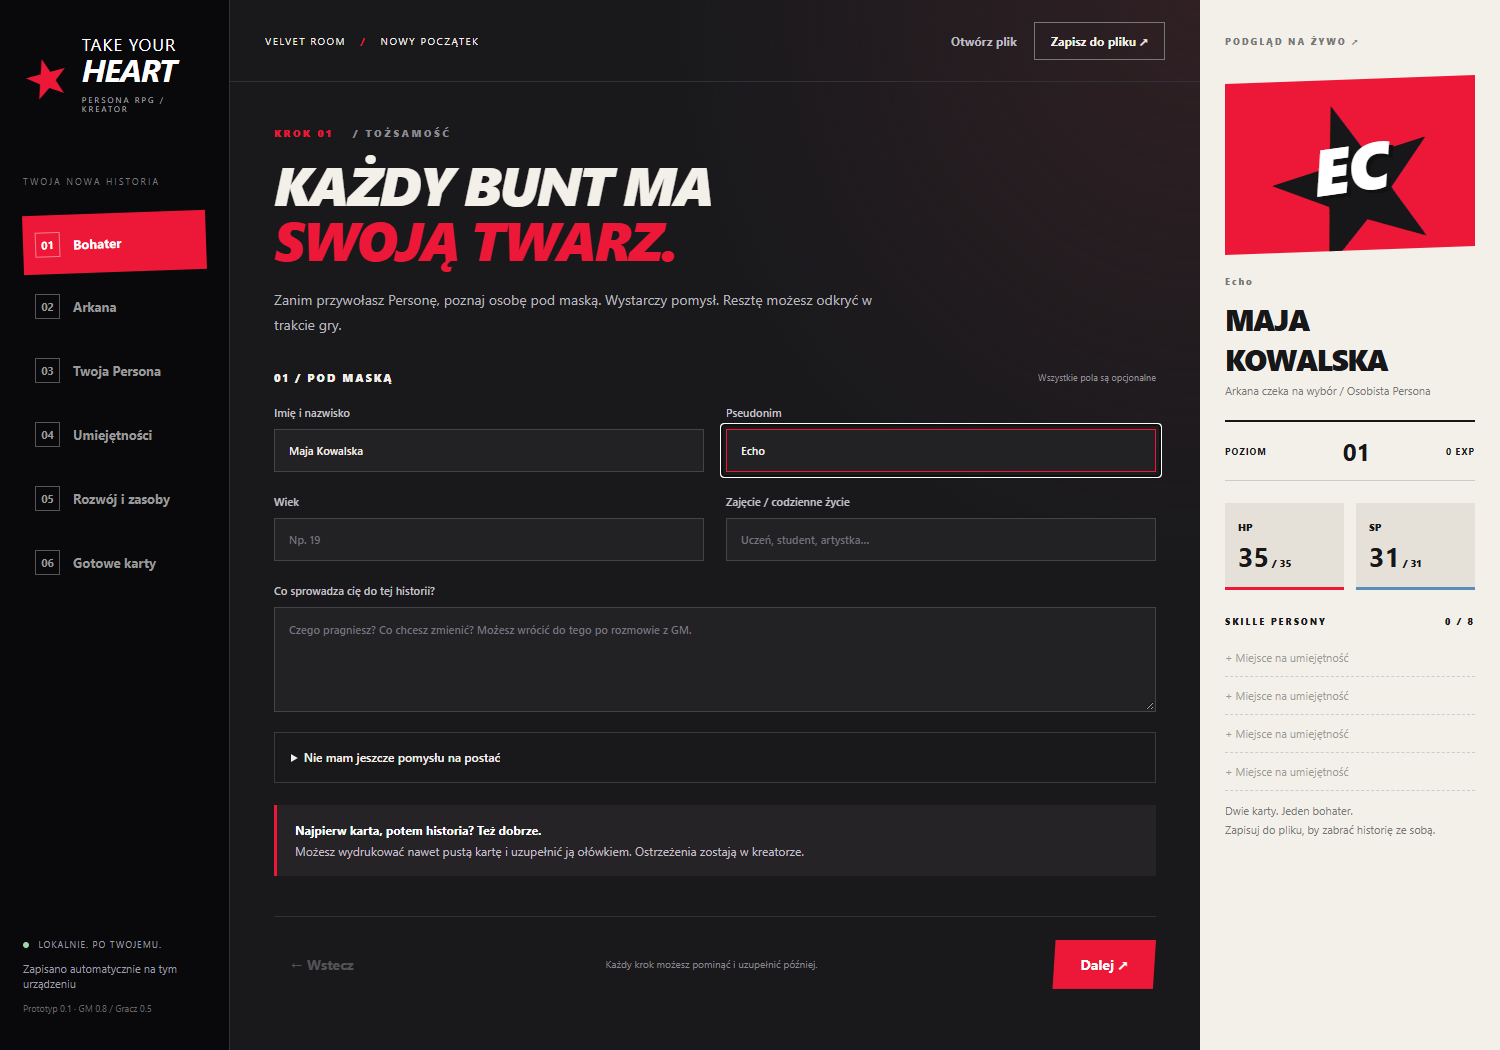 TAKE YOUR
HEART
PERSONA RPG /
KREATOR
TWOJA NOWA HISTORIA
01 Bohater
02 Arkana
03 Twoja Persona
04 Umiejętności
05 Rozwój i zasoby
06 Gotowe karty
LOKALNIE. PO TWOJEMU.
Zapisano automatycznie na tym
urządzeniu
Prototyp 0.1 · GM 0.8 / Gracz 0.5
VELVET ROOM / NOWY POCZĄTEK
Otwórz plik
Zapisz do pliku ↗
KROK 01 / TOŻSAMOŚĆ
KAŻDY BUNT MA
SWOJĄ TWARZ.
Zanim przywołasz Personę, poznaj osobę pod maską. Wystarczy pomysł. Resztę możesz odkryć w
trakcie gry.
01 / POD MASKĄ
Wszystkie pola są opcjonalne
Imię i nazwisko
Maja Kowalska
Pseudonim
Echo
Wiek
Np. 19
Zajęcie / codzienne życie
Uczeń, student, artystka...
Co sprowadza cię do tej historii?
Czego pragniesz? Co chcesz zmienić? Możesz wrócić do tego po rozmowie z GM.
Nie mam jeszcze pomysłu na postać
Najpierw karta, potem historia? Też dobrze.
Możesz wydrukować nawet pustą kartę i uzupełnić ją ołówkiem. Ostrzeżenia zostają w kreatorze.
← Wstecz
Każdy krok możesz pominąć i uzupełnić później.
Dalej ↗
PODGLĄD NA ŻYWO ↗
EC
Echo
MAJA
KOWALSKA
Arkana czeka na wybór / Osobista Persona
POZIOM 01 0 EXP
HP
35 / 35
SP
31 / 31
SKILLE PERSONY 0 / 8
+ Miejsce na umiejętność
+ Miejsce na umiejętność
+ Miejsce na umiejętność
+ Miejsce na umiejętność
Dwie karty. Jeden bohater.
Zapisuj do pliku, by zabrać historię ze sobą.